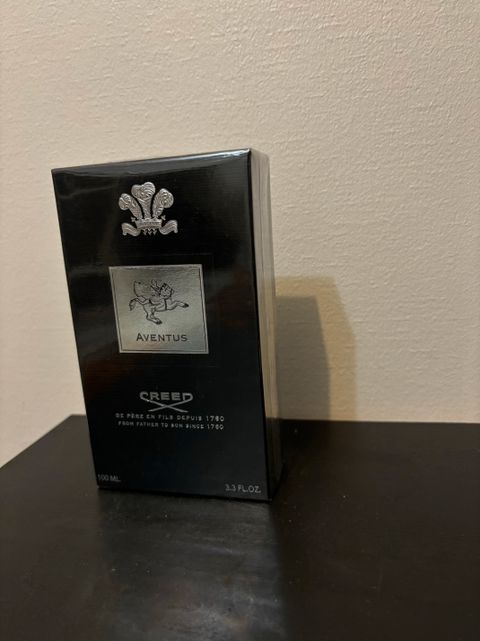 AVENTUS
CREED
DE PÈRE EN FILS DEPUIS 1760
FROM FATHER TO SON SINCE 1760
100 ML
3.3 FL.OZ.